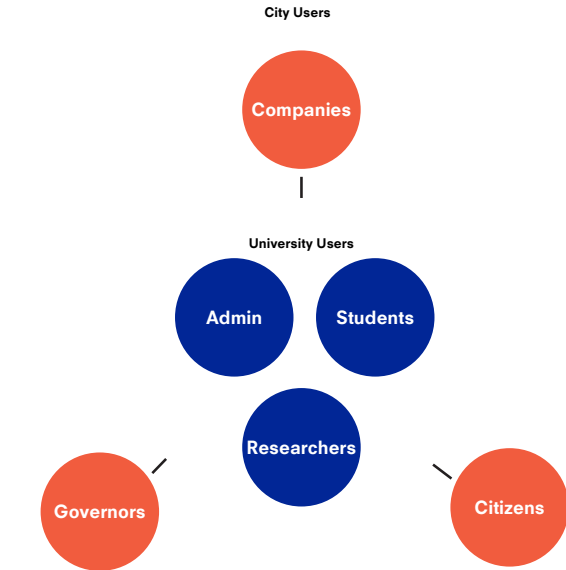 City Users
Companies
University Users
Admin
Students
Researchers
Governors
Citizens